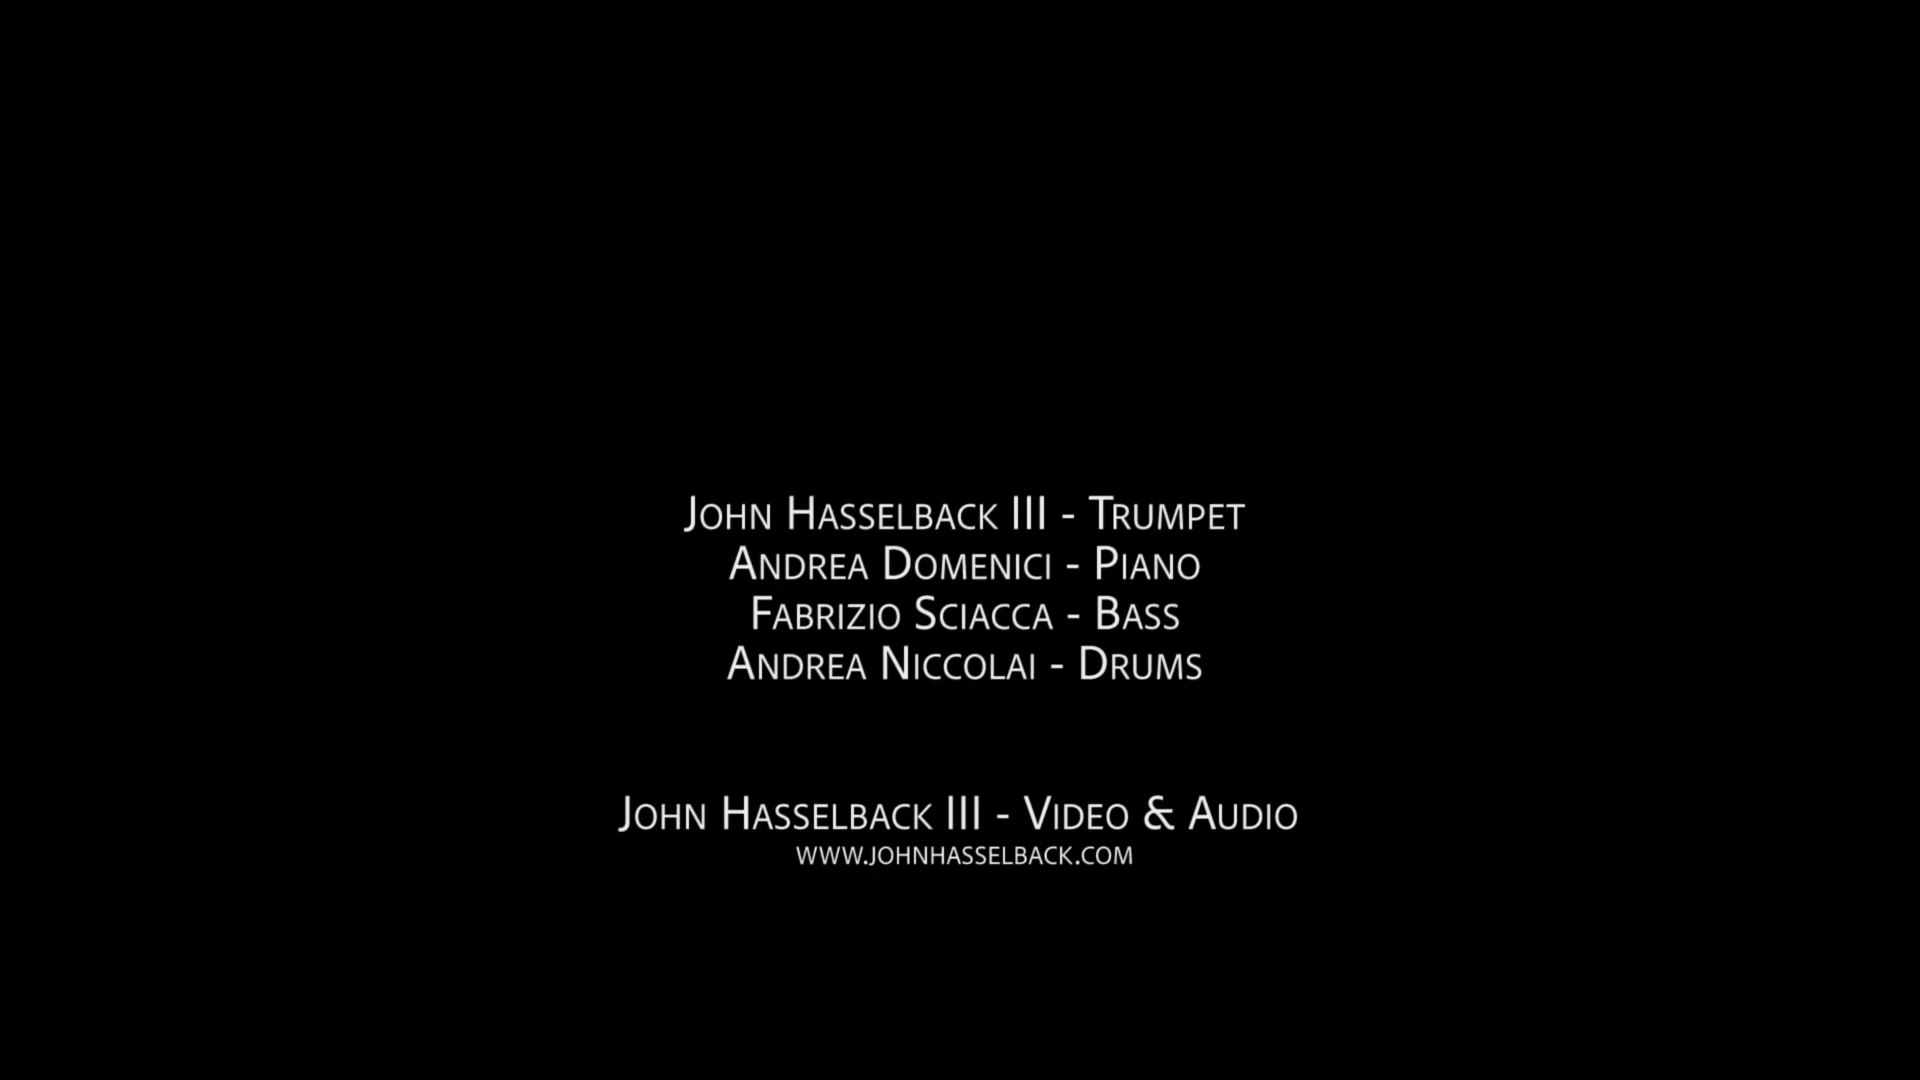 John Hasselback III - Trumpet
Andrea Domenici - Piano
Fabrizio Sciacca - Bass
Andrea Niccolai - Drums
John Hasselback III - Video & Audio
www.johnhasselback.com